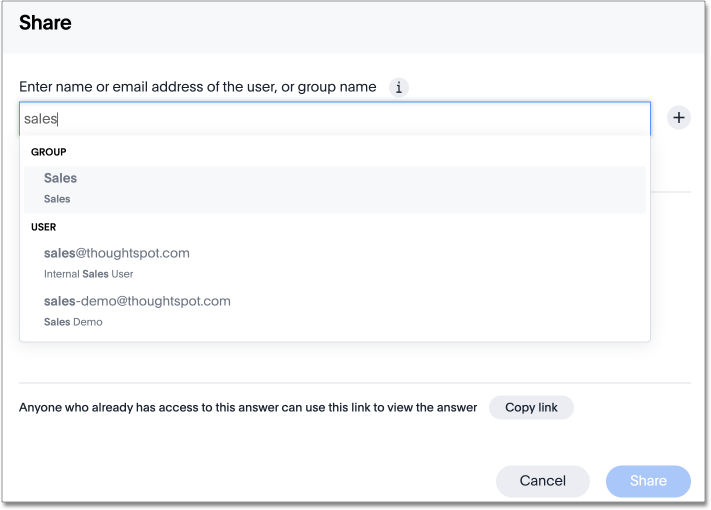 Share
Enter name or email address of the user, or group name i
sales
+
GROUP
Sales
Sales
USER
sales@thoughtspot.com
Internal Sales User
sales-demo@thoughtspot.com
Sales Demo
Anyone who already has access to this answer can use this link to view the answer Copy link
Cancel Share